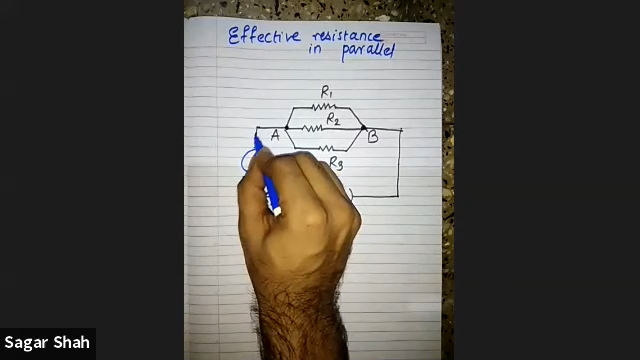 Effective resistance
in parallel
R1
R2
A
B
R3
Sagar Shah